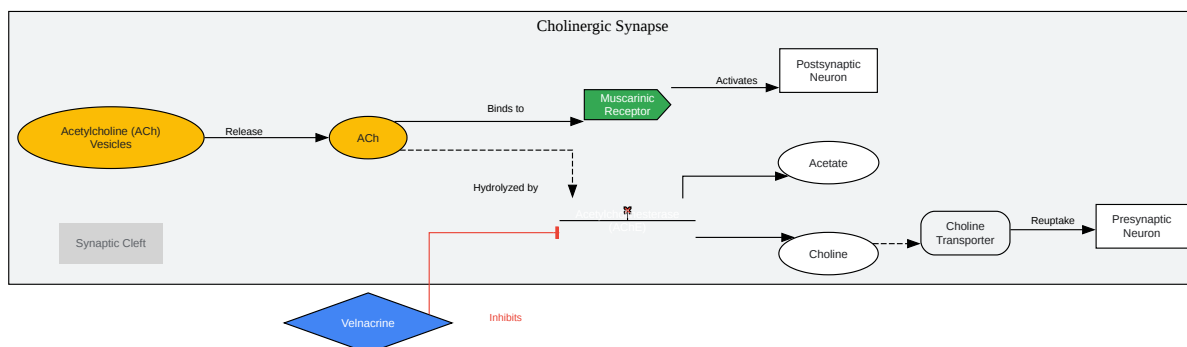 Cholinergic Synapse
Postsynaptic
Neuron
Activates
Muscarinic
Receptor
Binds to
Acetylcholine (ACh)
Vesicles
Release
ACh
Acetate
Hydrolyzed by
(AChE)
Synaptic Cleft
Choline
Choline
Transporter
Reuptake
Presynaptic
Neuron
Velnacrine
Inhibits